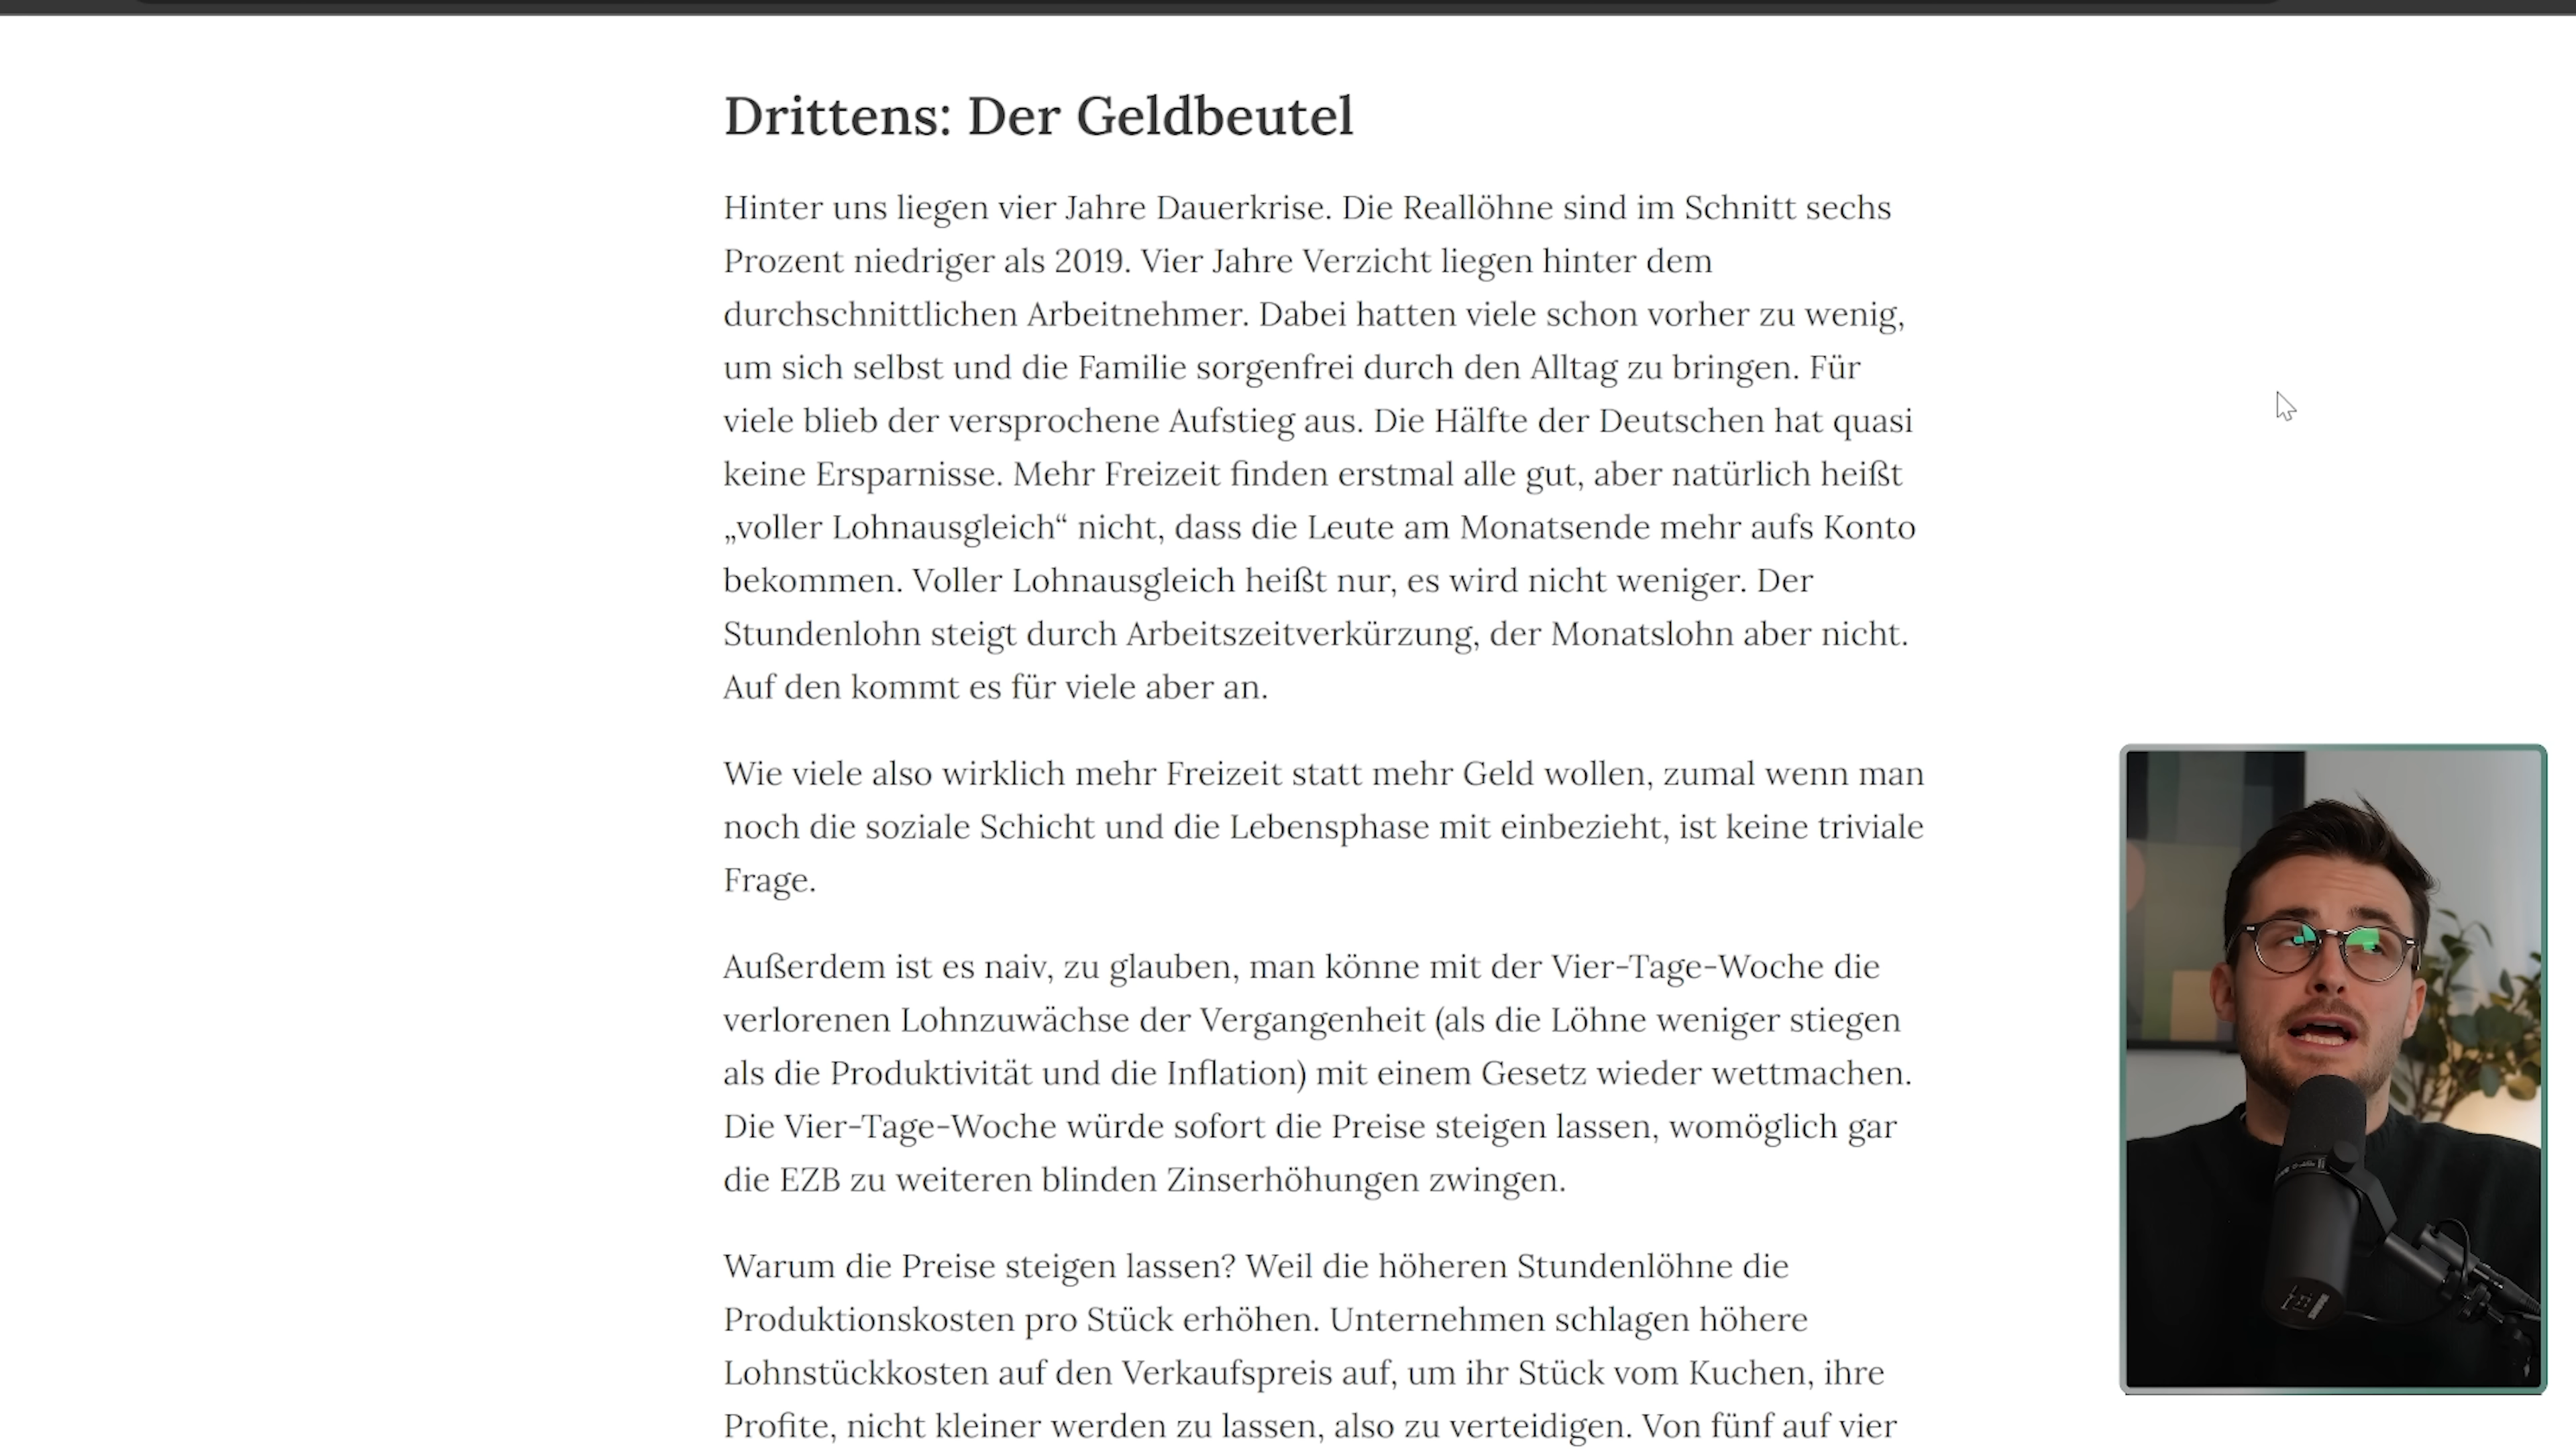 Drittens: Der Geldbeutel
Hinter uns liegen vier Jahre Dauerkrise. Die Reallöhne sind im Schnitt sechs
Prozent niedriger als 2019. Vier Jahre Verzicht liegen hinter dem
durchschnittlichen Arbeitnehmer. Dabei hatten viele schon vorher zu wenig,
um sich selbst und die Familie sorgenfrei durch den Alltag zu bringen. Für
viele blieb der versprochene Aufstieg aus. Die Hälfte der Deutschen hat quasi
keine Ersparnisse. Mehr Freizeit finden erstmal alle gut, aber natürlich heißt
„voller Lohnausgleich“ nicht, dass die Leute am Monatsende mehr aufs Konto
bekommen. Voller Lohnausgleich heißt nur, es wird nicht weniger. Der
Stundenlohn steigt durch Arbeitszeitverkürzung, der Monatslohn aber nicht.
Auf den kommt es für viele aber an.
Wie viele also wirklich mehr Freizeit statt mehr Geld wollen, zumal wenn man
noch die soziale Schicht und die Lebensphase mit einbezieht, ist keine triviale
Frage.
Außerdem ist es naiv, zu glauben, man könne mit der Vier-Tage-Woche die
verlorenen Lohnzuwächse der Vergangenheit (als die Löhne weniger stiegen
als die Produktivität und die Inflation) mit einem Gesetz wieder wettmachen.
Die Vier-Tage-Woche würde sofort die Preise steigen lassen, womöglich gar
die EZB zu weiteren blinden Zinserhöhungen zwingen.
Warum die Preise steigen lassen? Weil die höheren Stundenlöhne die
Produktionskosten pro Stück erhöhen. Unternehmen schlagen höhere
Lohnstückkosten auf den Verkaufspreis auf, um ihr Stück vom Kuchen, ihre
Profite, nicht kleiner werden zu lassen, also zu verteidigen. Von fünf auf vier